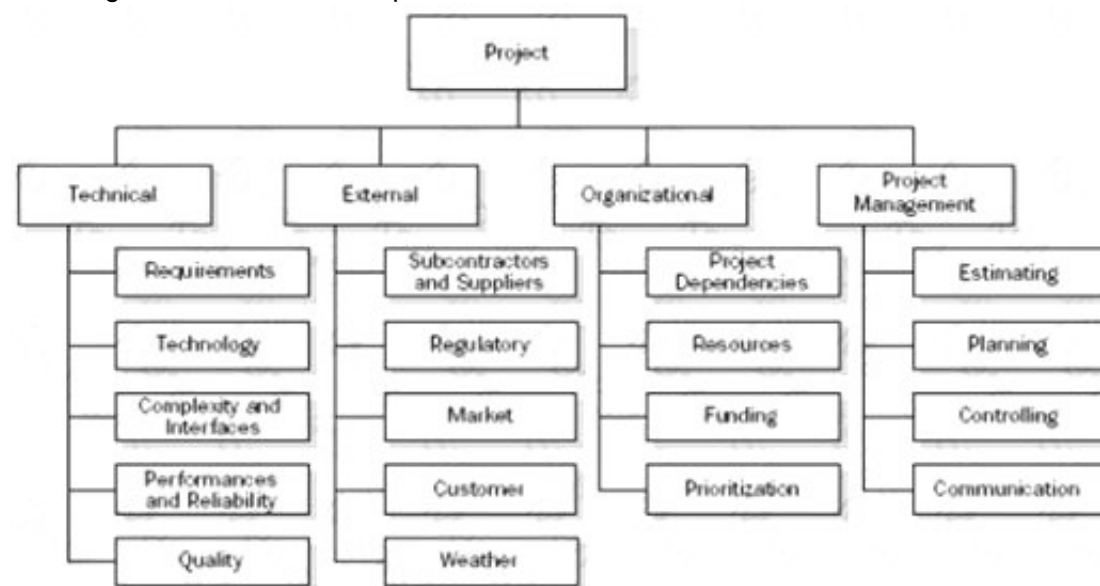 Project
Technical
External
Organizational
Project
Management
Requirements
Technology
Complexity and
Interfaces
Performances
and Reliability
Quality
Subcontractors
and Suppliers
Regulatory
Market
Customer
Weather
Project
Dependencies
Resources
Funding
Prioritization
Estimating
Planning
Controlling
Communication